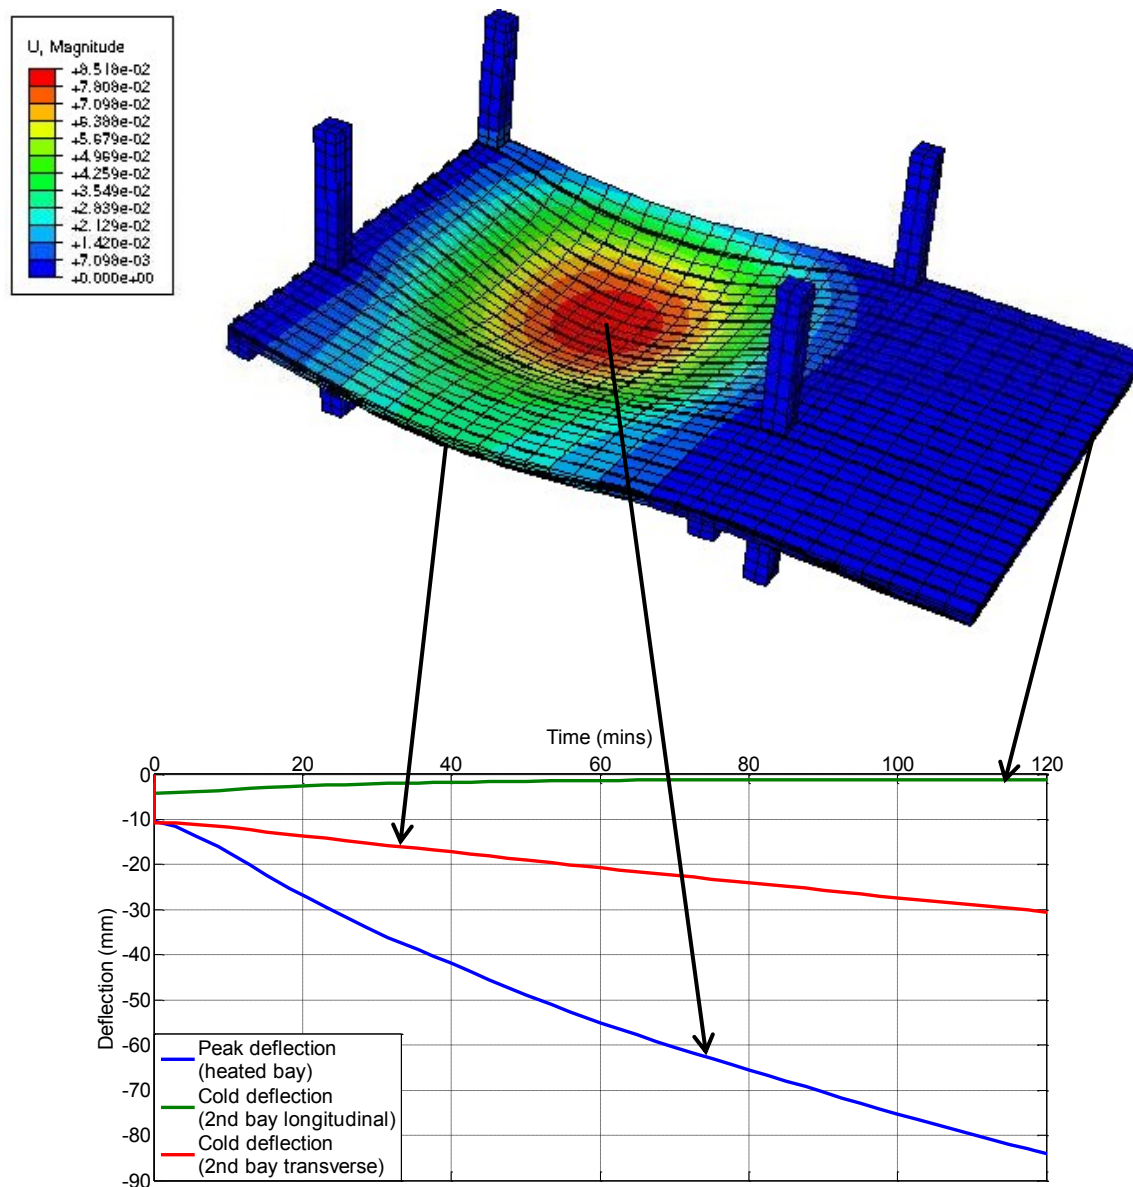 U, Magnitude
+8.518e-02
+7.808e-02
+7.098e-02
+6.388e-02
+5.679e-02
+4.969e-02
+4.259e-02
+3.549e-02
+2.839e-02
+2.129e-02
+1.420e-02
+7.098e-03
+0.000e+00
Time (mins)
0 20 40 60 80 100 120
0
-10
-20
-30
-40
-50
-60
-70
-80
-90
Deflection (mm)
Peak deflection
(heated bay)
Cold deflection
(2nd bay longitudinal)
Cold deflection
(2nd bay transverse)